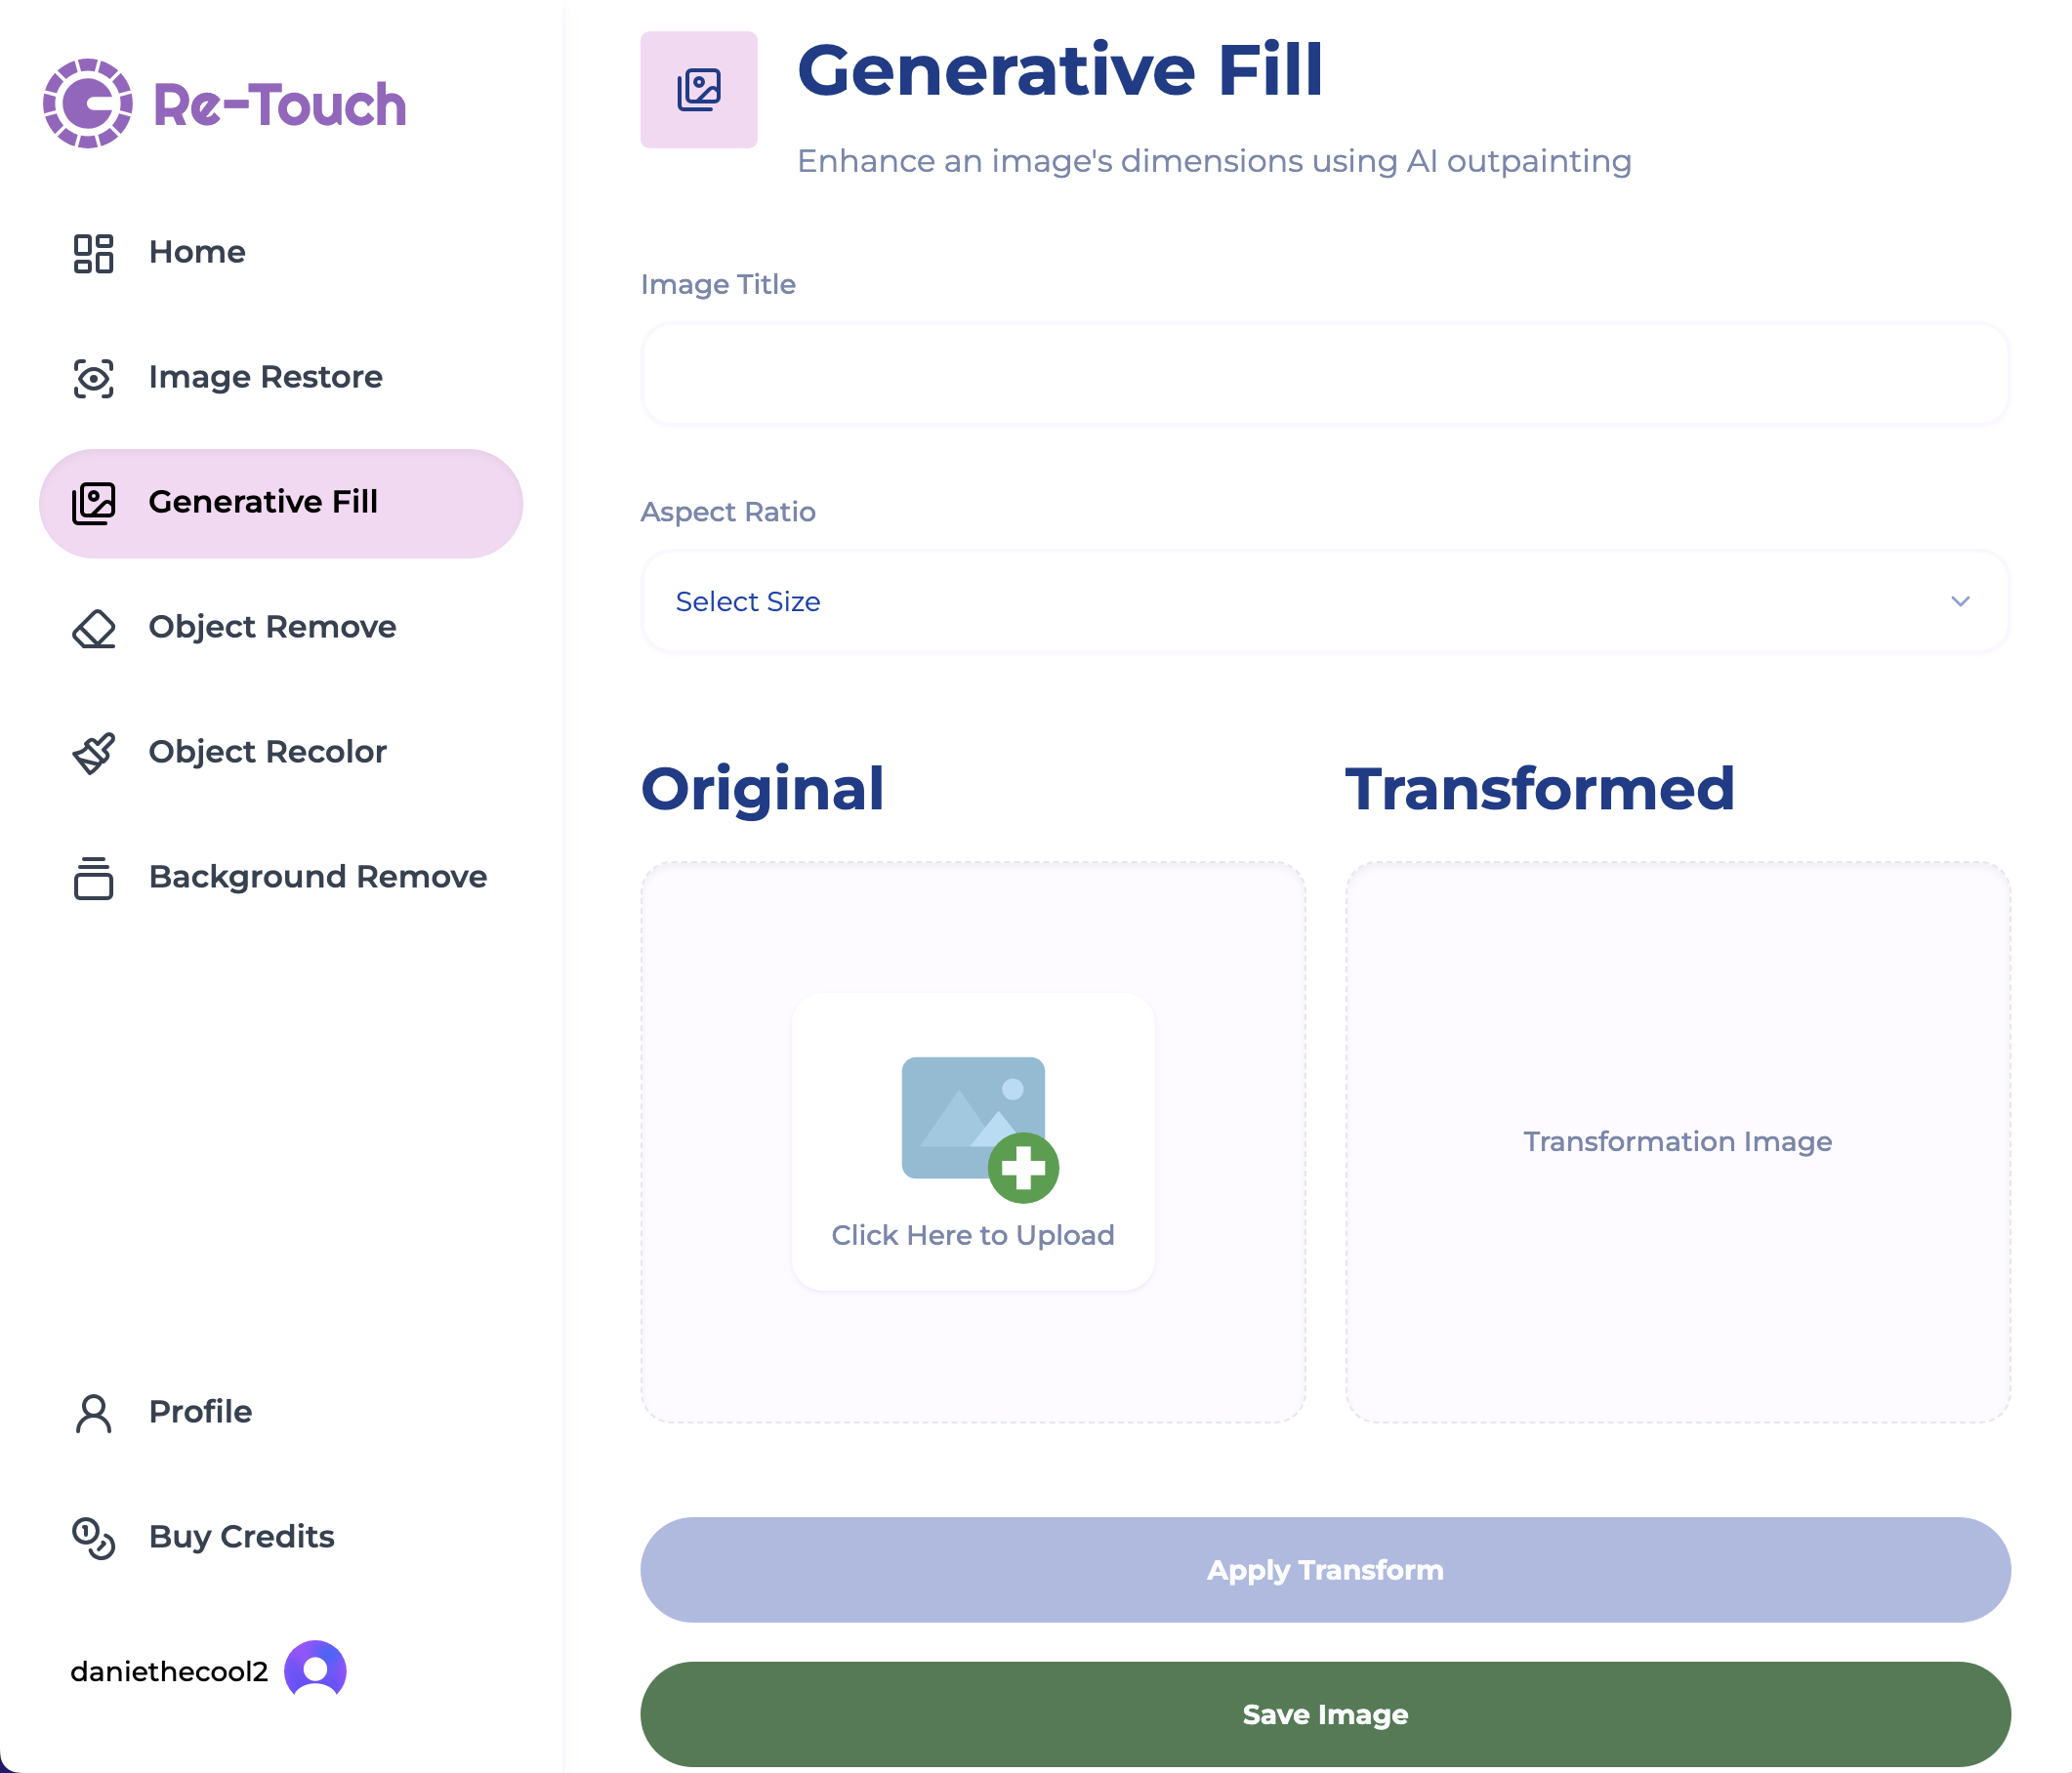 Re-Touch
Home
Image Restore
Generative Fill
Object Remove
Object Recolor
Background Remove
Profile
Buy Credits
daniethecool2
Generative Fill
Enhance an image's dimensions using AI outpainting
Image Title
Aspect Ratio
Select Size
Original
Transformed
Click Here to Upload
Transformation Image
Apply Transform
Save Image